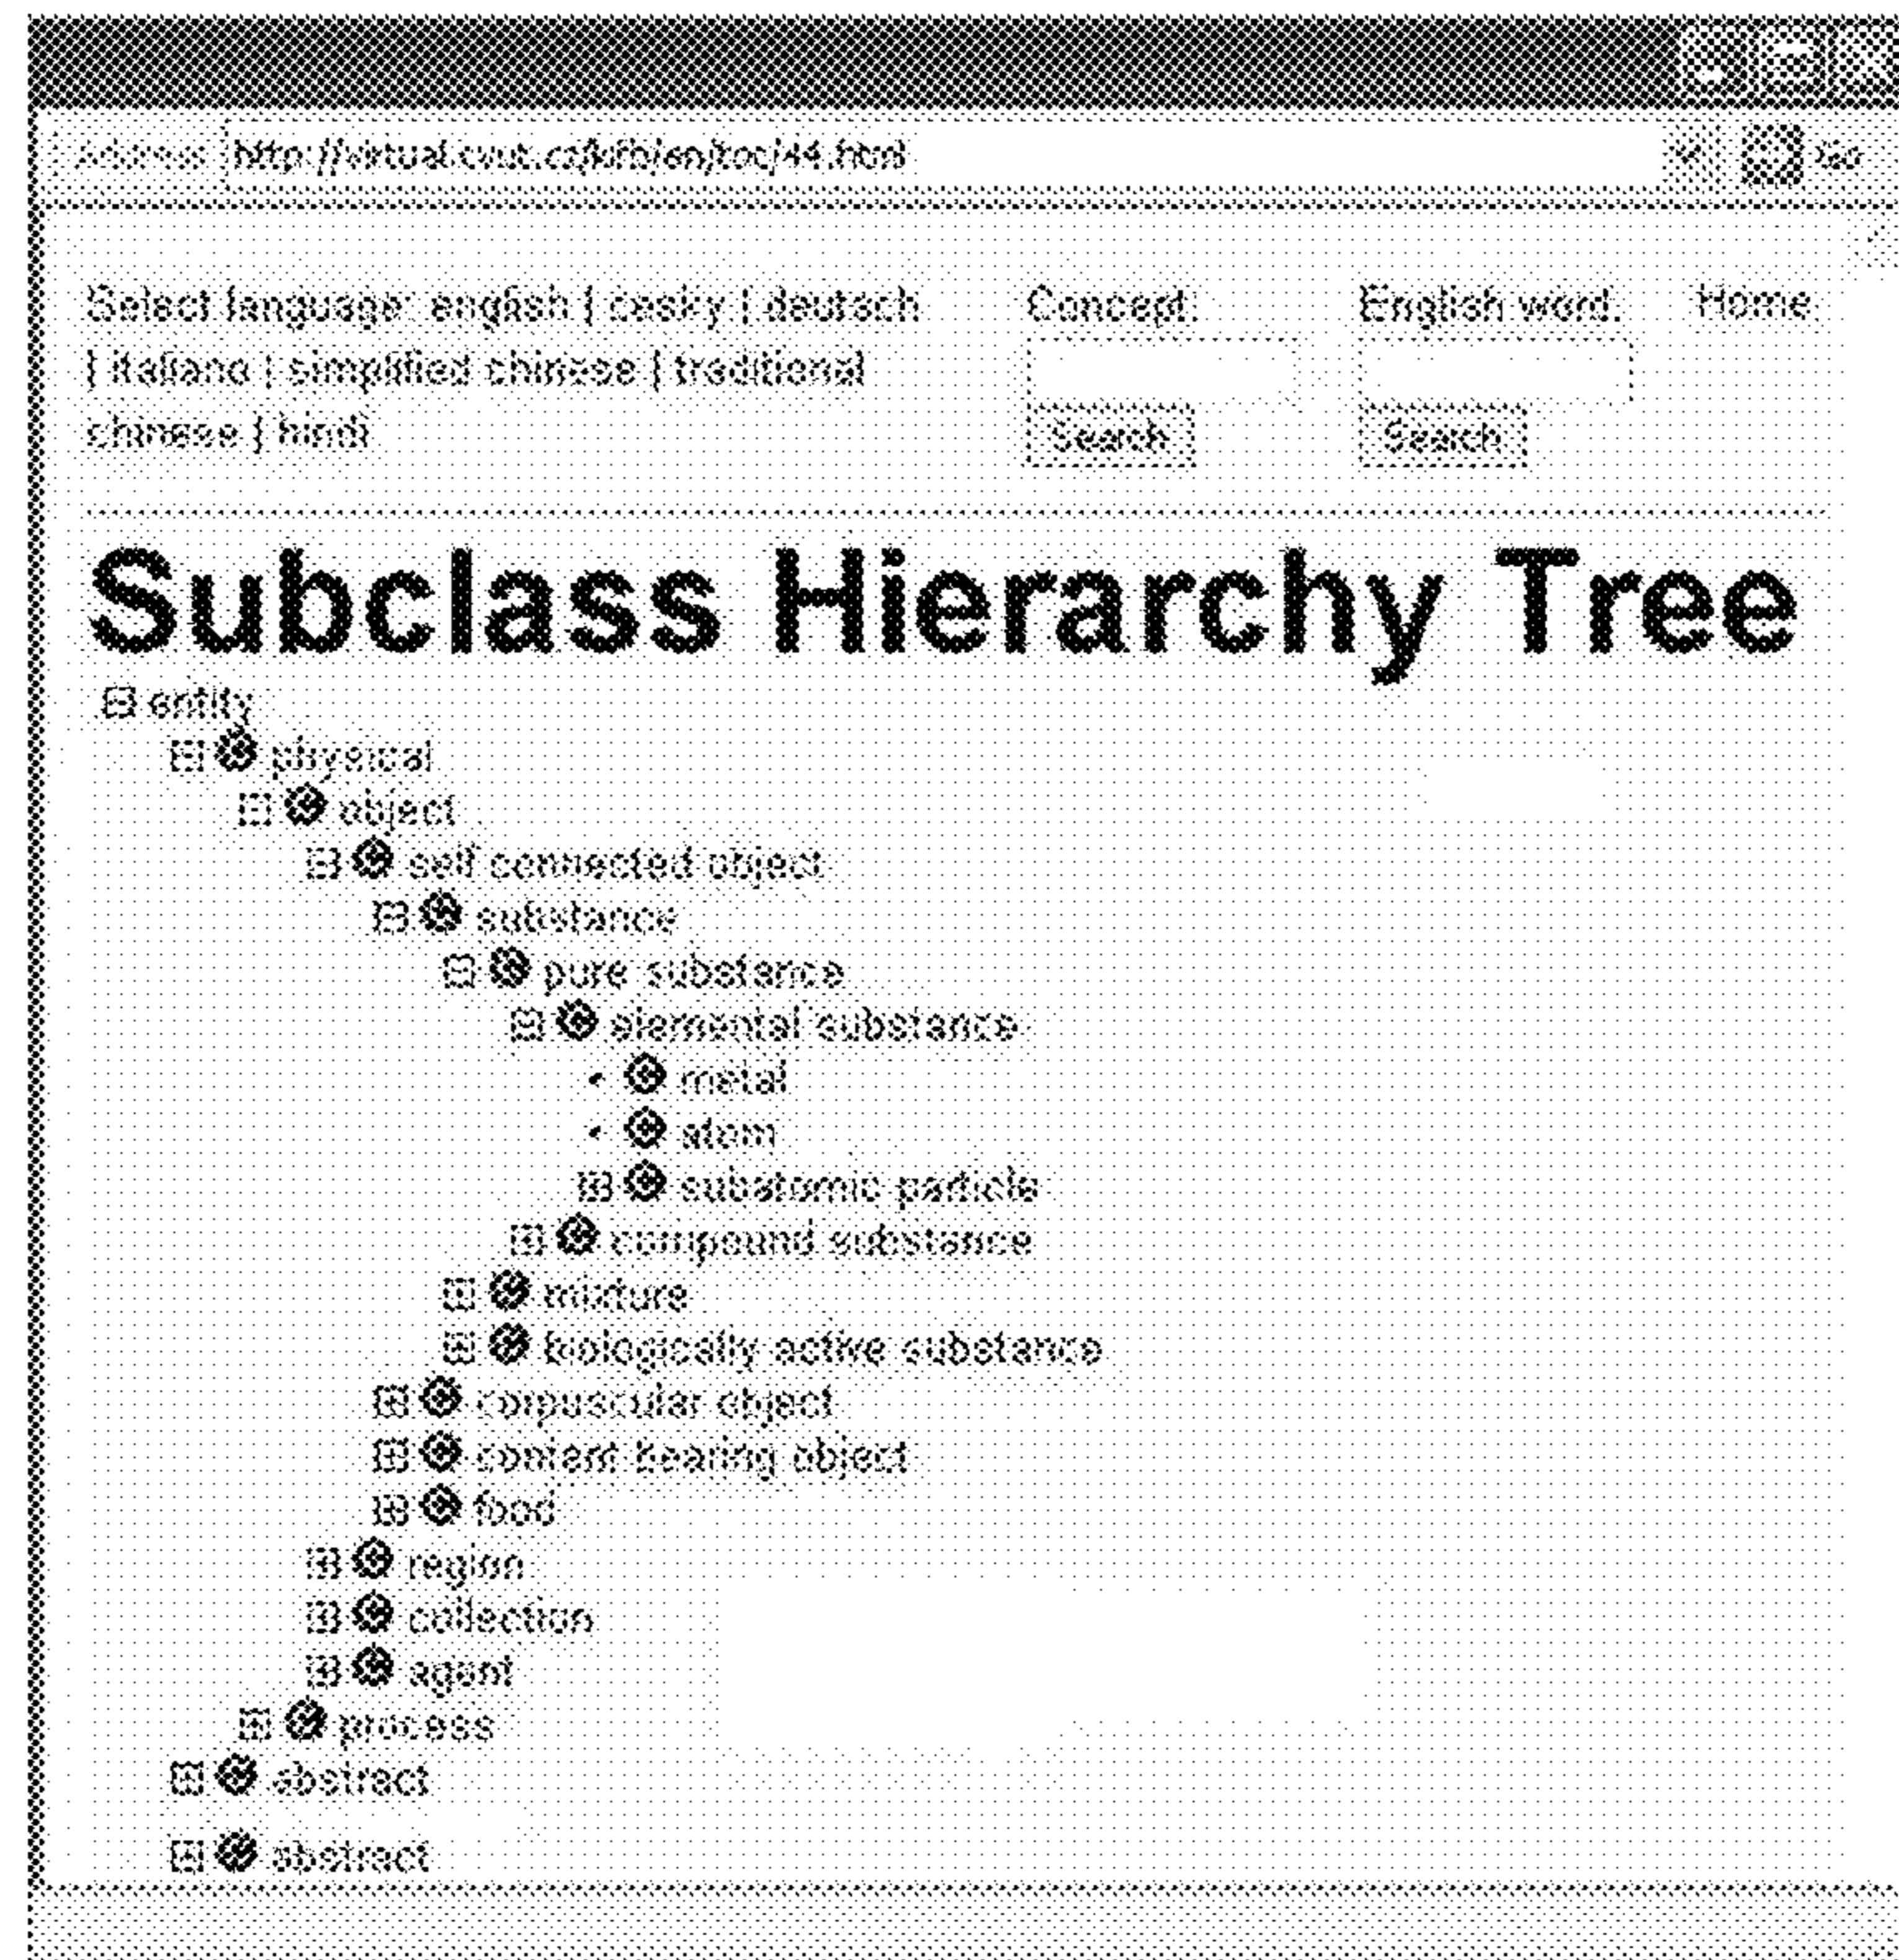 Address http://virtual.cvut.cz/kifb/en/toc/44.html
Select language: english | cesky | deutsch
| italiano | simplified chinese | traditional
chinese | hindi
Concept:
Search
English word:
Search
Home
Subclass Hierarchy Tree
entity
physical
object
self connected object
substance
pure substance
elemental substance
metal
atom
subatomic particle
compound substance
mixture
biologically active substance
corpuscular object
content bearing object
food
region
collection
agent
process
abstract
abstract